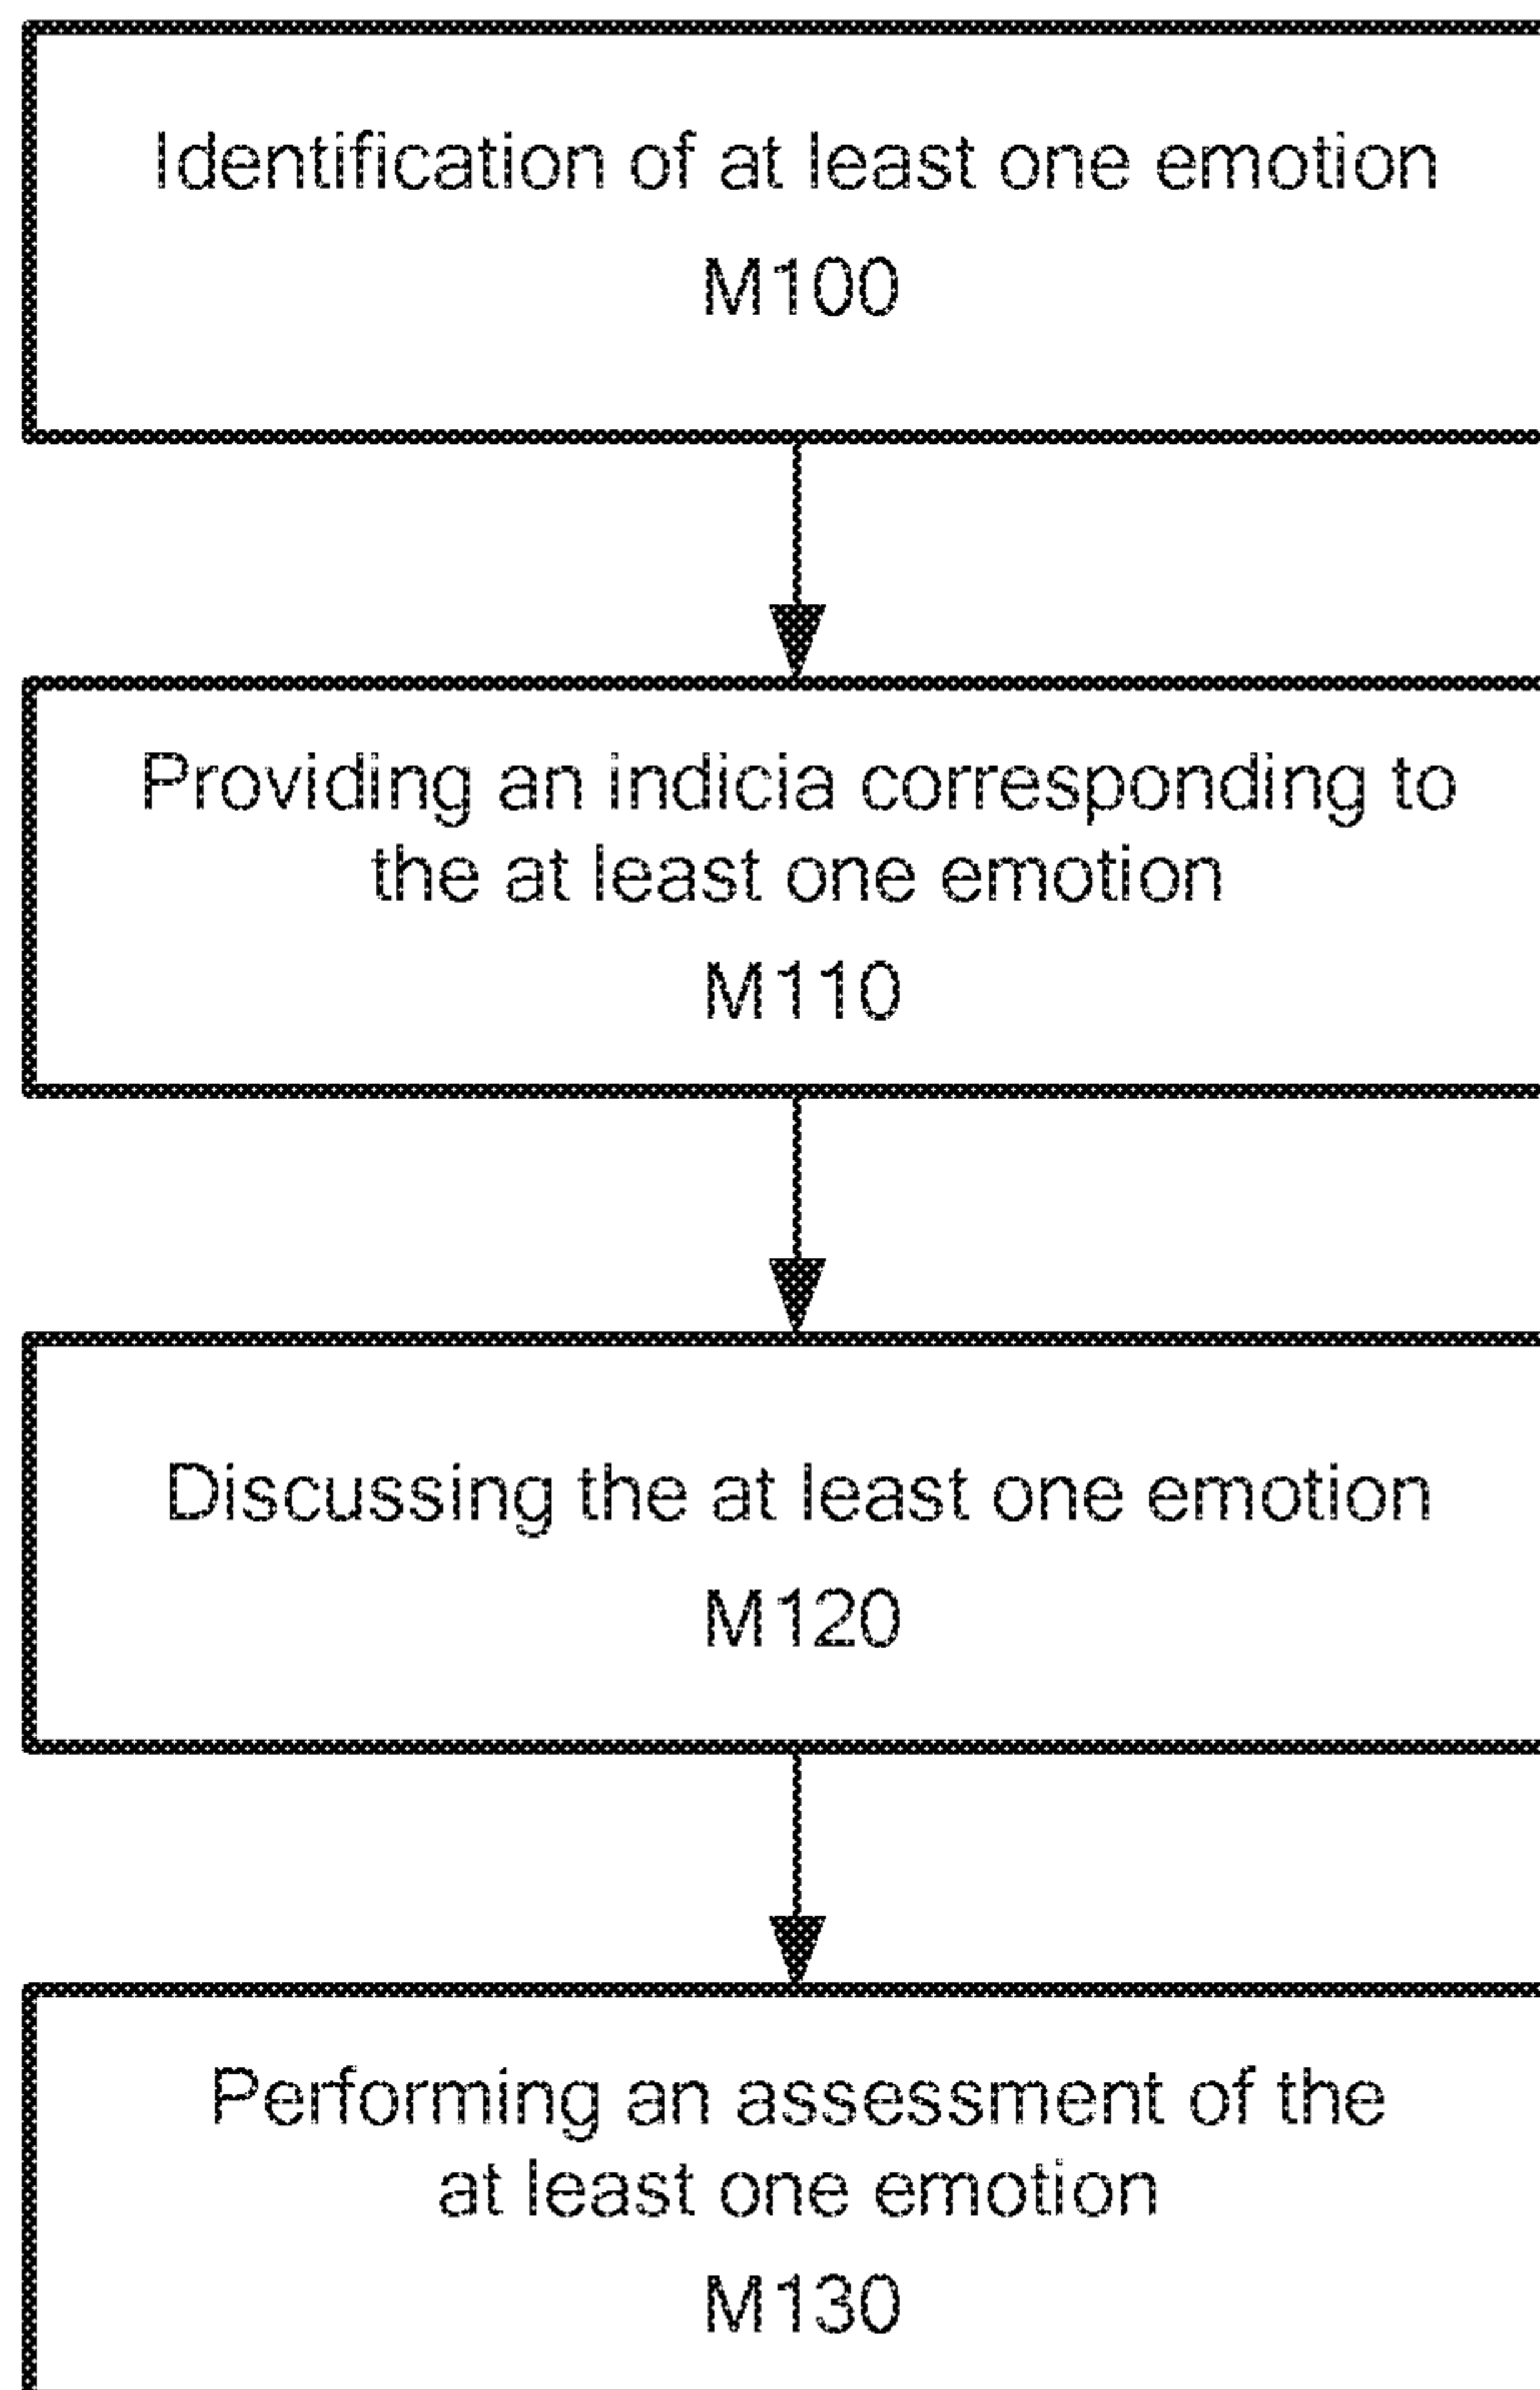 Identification of at least one emotion
M100
Providing an indicia corresponding to
the at least one emotion
M110
Discussing the at least one emotion
M120
Performing an assessment of the
at least one emotion
M130